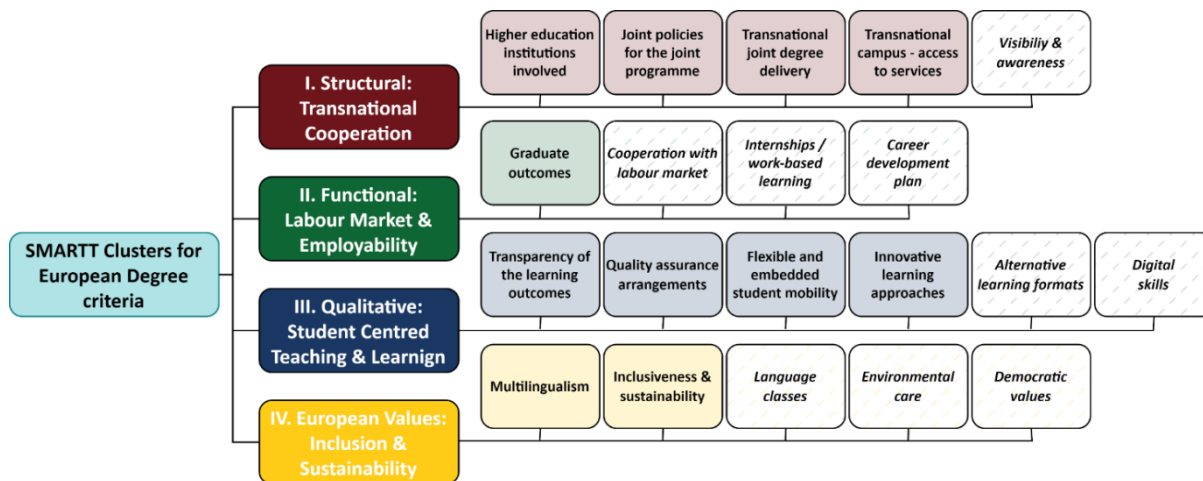 Higher education
institutions
involved
Joint policies
for the joint
programme
Transnational
joint degree
delivery
Transnational
campus - access
to services
Visibiliy &
awareness
I. Structural:
Transnational
Cooperation
Graduate
outcomes
Cooperation with
labour market
Internships /
work-based
learning
Career
development
plan
II. Functional:
Labour Market &
Employability
SMARTT Clusters for
European Degree
criteria
Transparency of
the learning
outcomes
Quality assurance
arrangements
Flexible and
embedded
student mobility
Innovative
learning
approaches
Alternative
learning formats
Digital
skills
III. Qualitative:
Student Centred
Teaching & Learnign
Multilingualism
Inclusiveness &
sustainability
Language
classes
Environmental
care
Democratic
values
IV. European Values:
Inclusion &
Sustainability